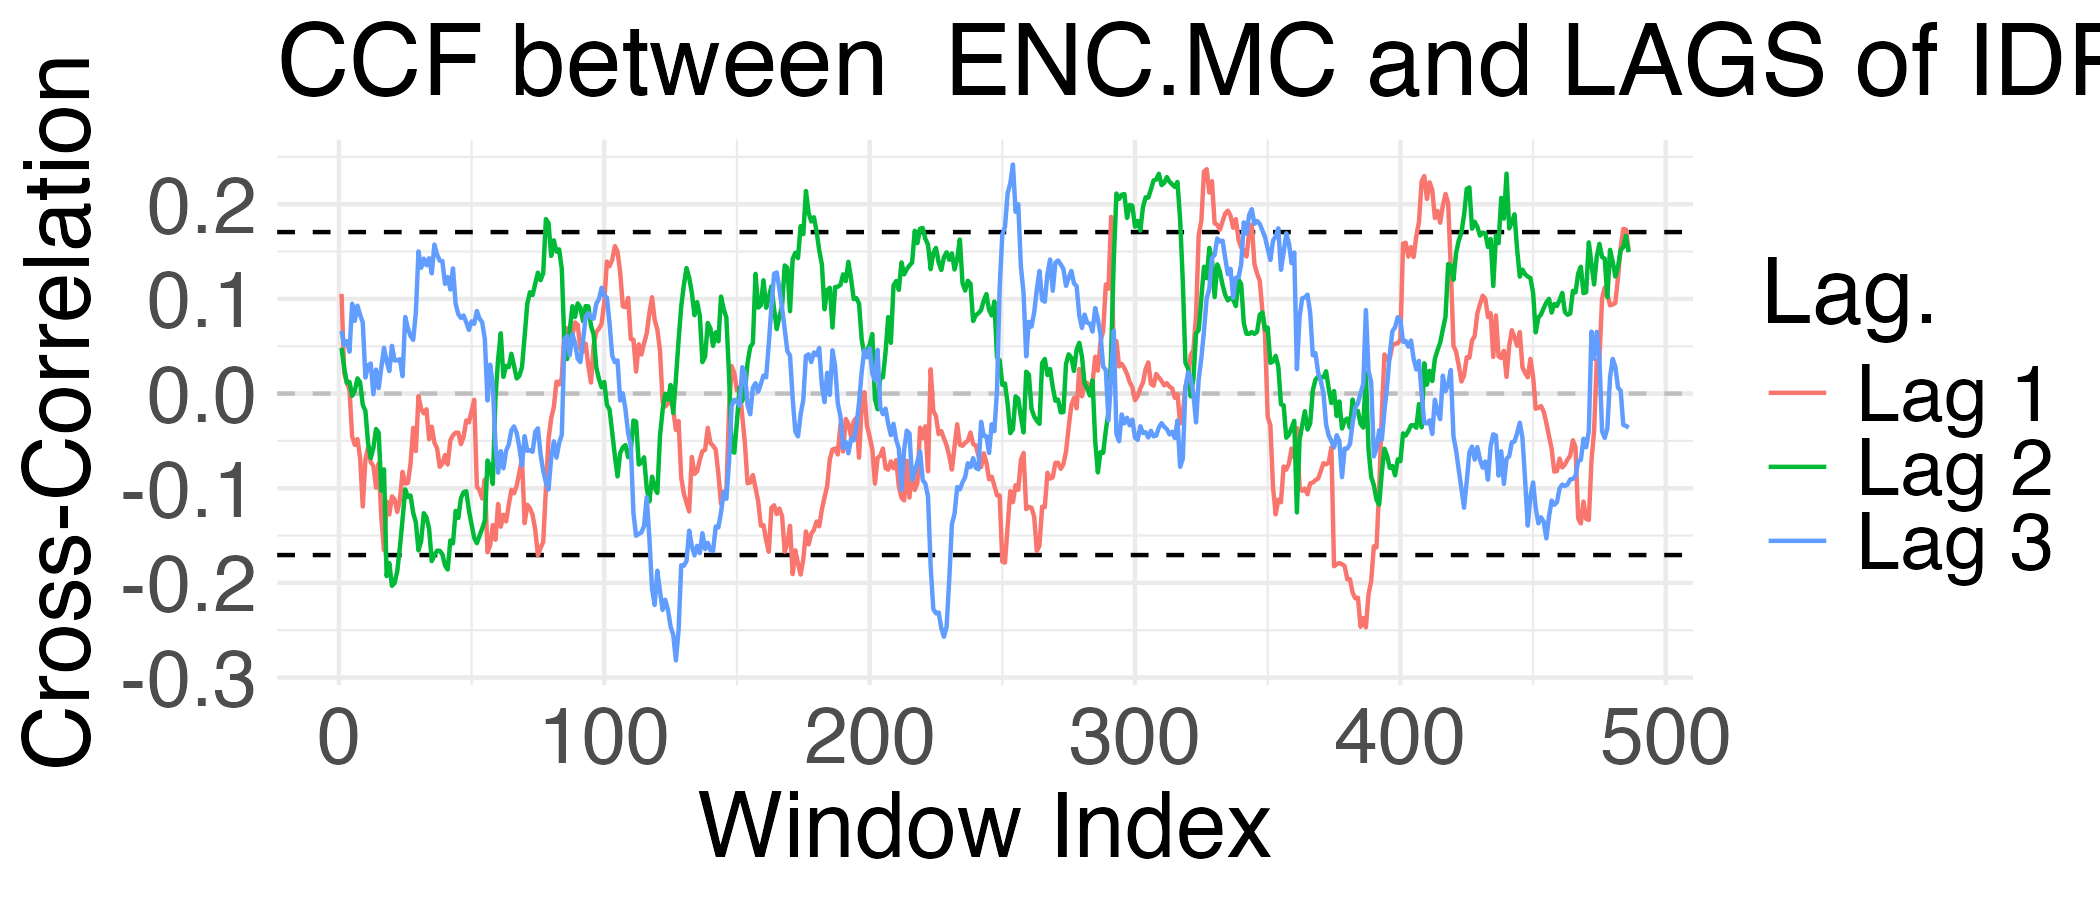 CCF between  ENC.MC and LAGS of IDR
Cross-Correlation
0.2
0.1
0.0
-0.1
-0.2
-0.3
0 100 200 300 400 500
Window Index
Lag.
Lag 1
Lag 2
Lag 3